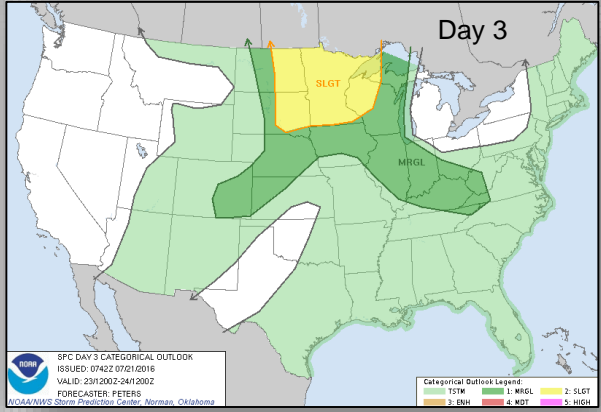 Day 3
SLGT
MRGL
NOAA
SPC DAY 3 CATEGORICAL OUTLOOK
ISSUED: 0742Z 07/21/2016
VALID: 23/1200Z-24/1200Z
FORECASTER: PETERS
NOAA/NWS Storm Prediction Center, Norman, Oklahoma
Categorical Outlook Legend:
TSTM 1: MRGL 2: SLGT
3: ENH 4: MDT 5: HIGH